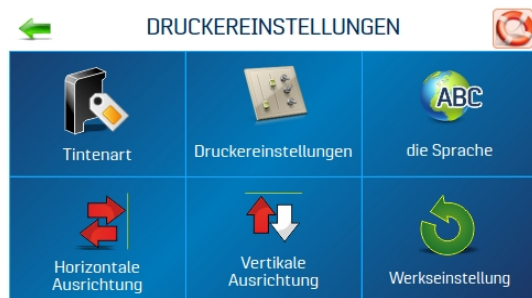 DRUCKEREINSTELLUNGEN
Tintenart
Druckereinstellungen
ABC
die Sprache
Horizontale
Ausrichtung
Vertikale
Ausrichtung
Werkseinstellung